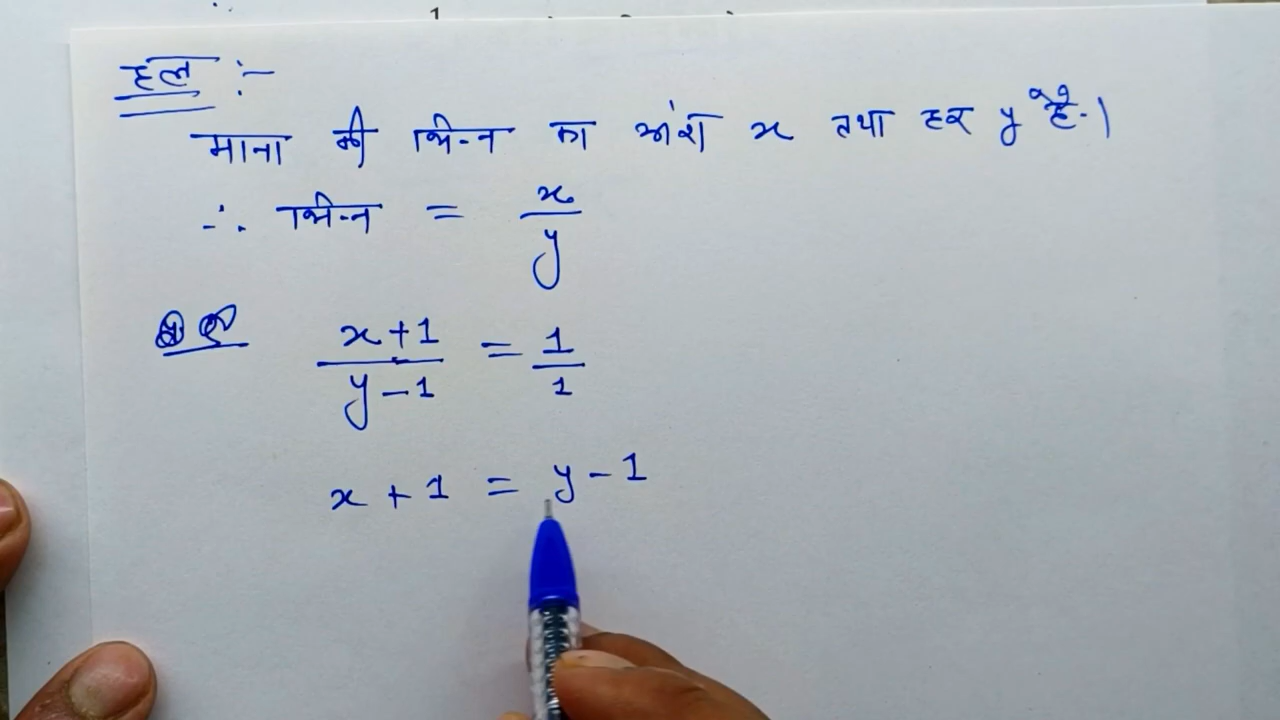 हल :-
माना की भिन्न का अंश x तथा हर y है।
∴ भिन्न = x/y
x+1/y-1 = 1/1
x + 1 = y - 1